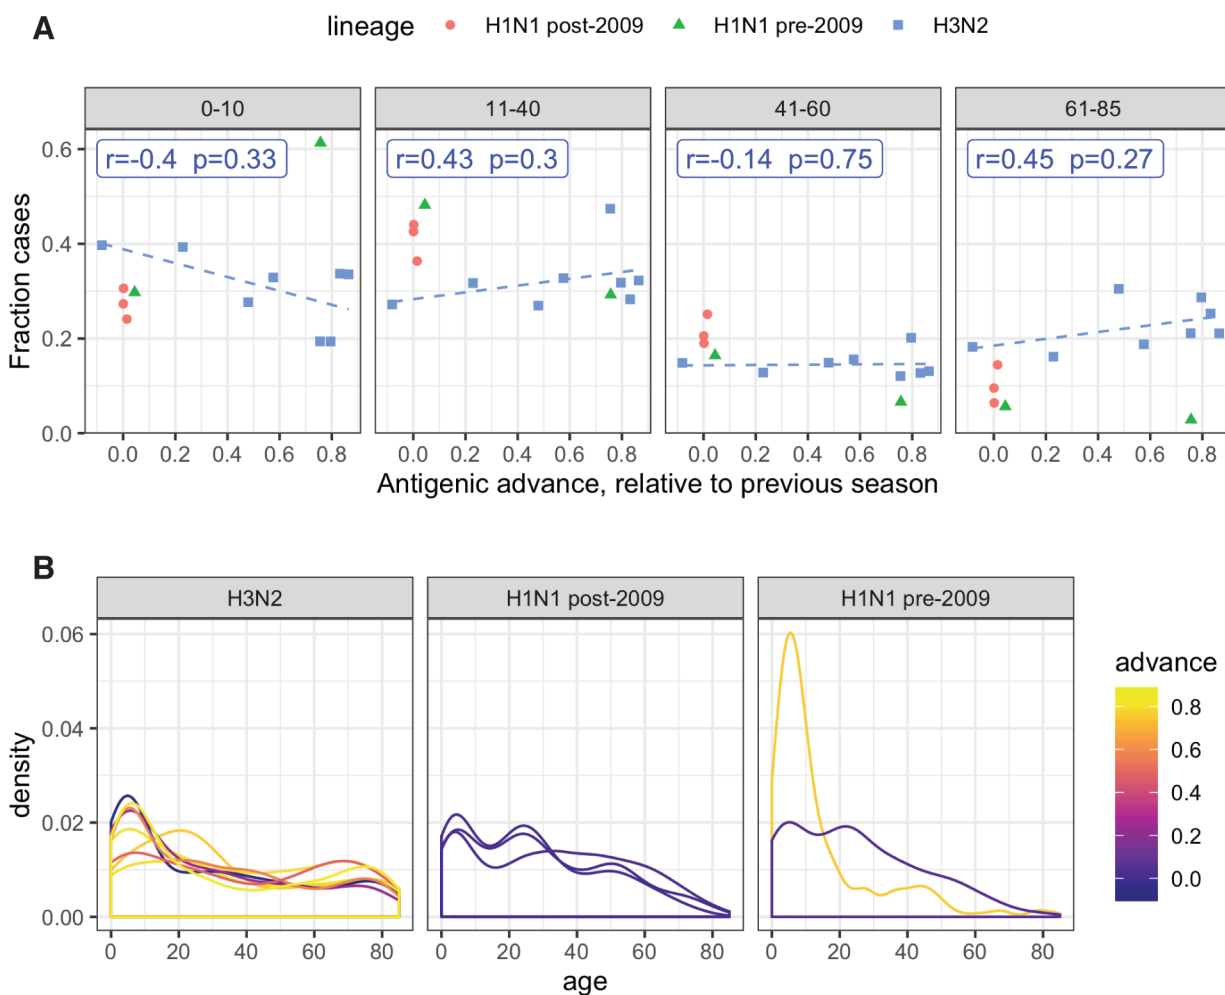 A
lineage H1N1 post-2009 H1N1 pre-2009 H3N2
0-10 11-40 41-60 61-85
r=-0.4 p=0.33 r=0.43 p=0.3 r=-0.14 p=0.75 r=0.45 p=0.27
Fraction cases
0.6
0.4
0.2
0.0
0.0 0.2 0.4 0.6 0.8 0.0 0.2 0.4 0.6 0.8 0.0 0.2 0.4 0.6 0.8 0.0 0.2 0.4 0.6 0.8
Antigenic advance, relative to previous season
B
H3N2 H1N1 post-2009 H1N1 pre-2009
density
0.06
0.04
0.02
0.00
0 20 40 60 80 0 20 40 60 80 0 20 40 60 80
age
advance
0.8
0.6
0.4
0.2
0.0